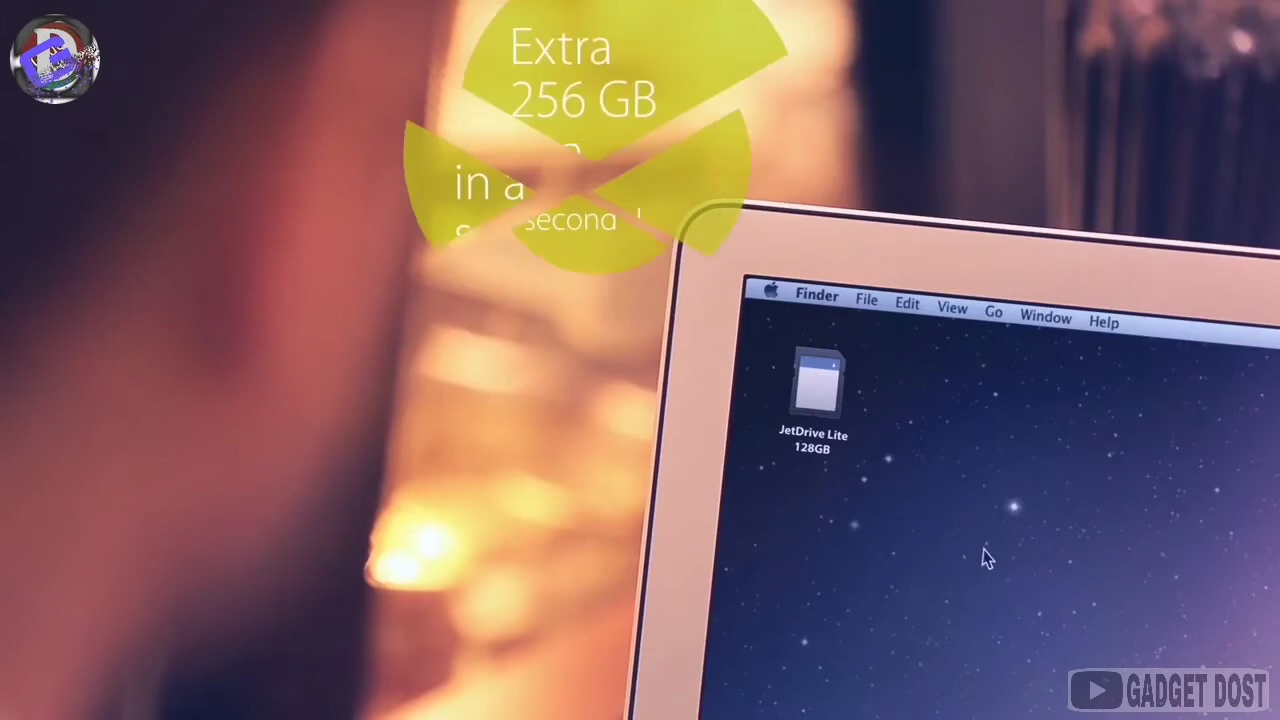 Extra
256 GB
in a
second
Finder File Edit View Go Window Help
JetDrive Lite
128GB
GADGET DOST